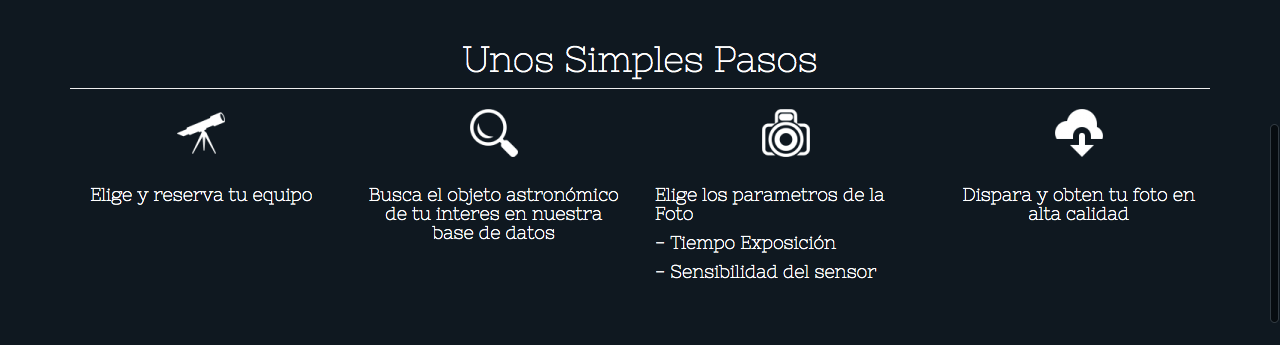 Unos Simples Pasos
Elige y reserva tu equipo
Busca el objeto astronómico
de tu interes en nuestra
base de datos
Elige los parametros de la
Foto
- Tiempo Exposición
- Sensibilidad del sensor
Dispara y obten tu foto en
alta calidad